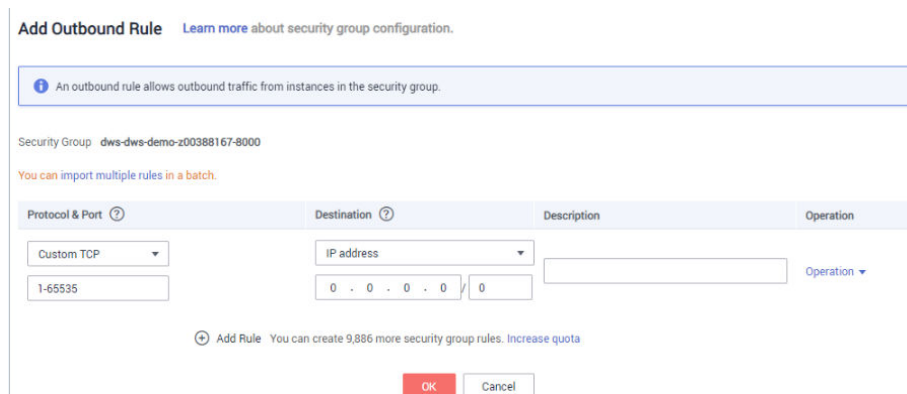 Add Outbound Rule Learn more about security group configuration.
An outbound rule allows outbound traffic from instances in the security group.
Security Group dws-dws-demo-z00388167-8000
You can import multiple rules in a batch.
Protocol & Port Destination Description Operation
Custom TCP IP address
Operation
1-65535 0 . 0 . 0 . 0 / 0
Add Rule You can create 9,886 more security group rules. Increase quota
OK Cancel